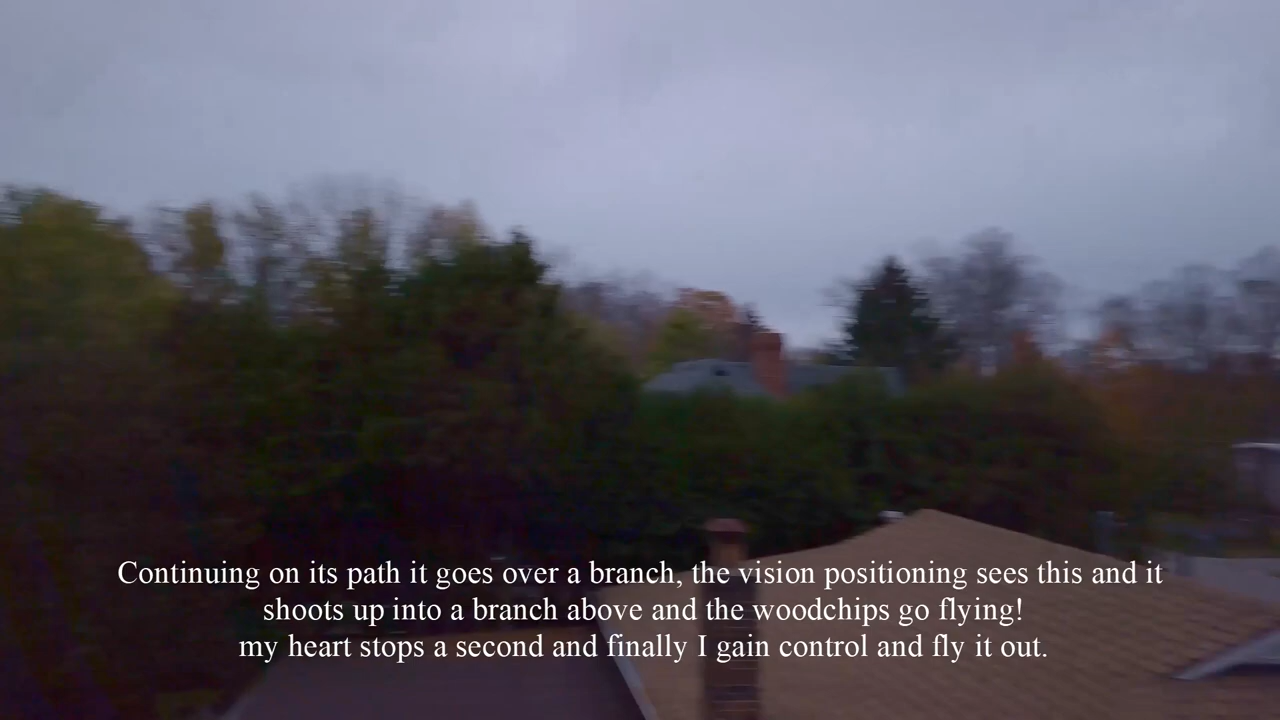 Continuing on its path it goes over a branch, the vision positioning sees this and it
shoots up into a branch above and the woodchips go flying!
my heart stops a second and finally I gain control and fly it out.